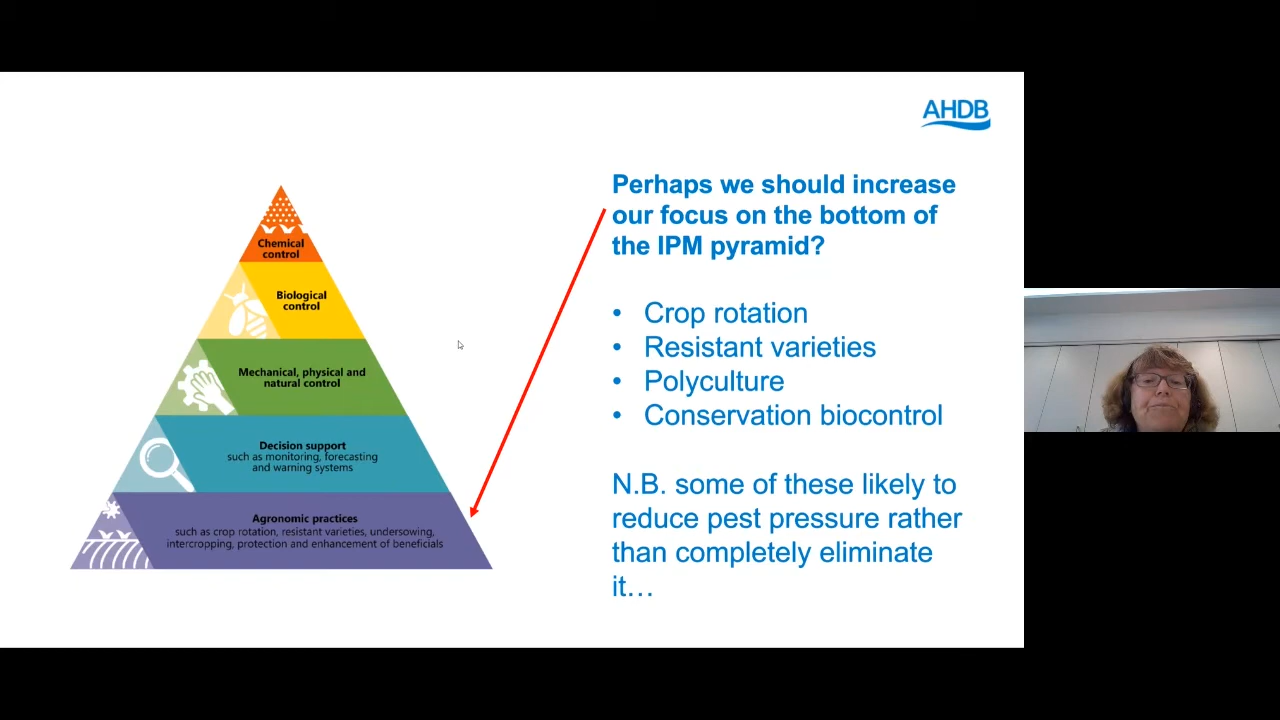 AHDB
Perhaps we should increase
our focus on the bottom of
the IPM pyramid?
• Crop rotation
• Resistant varieties
• Polyculture
• Conservation biocontrol
N.B. some of these likely to
reduce pest pressure rather
than completely eliminate
it…
Chemical
control
Biological
control
Mechanical, physical and
natural control
Decision support
such as monitoring, forecasting
and warning systems
Agronomic practices
such as crop rotation, resistant varieties, undersowing,
intercropping, protection and enhancement of beneficials